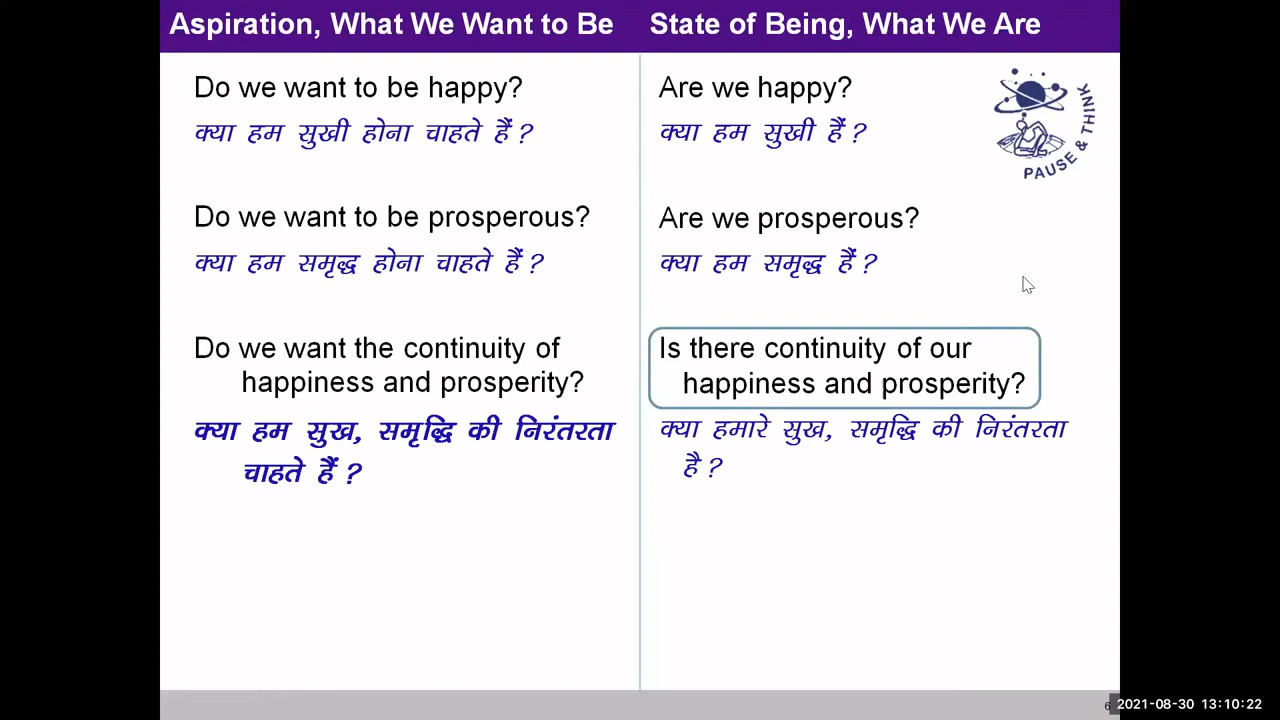 Aspiration, What We Want to Be
State of Being, What We Are
Do we want to be happy?
क्या हम सुखी होना चाहते हैं ?
Do we want to be prosperous?
क्या हम समृद्ध होना चाहते हैं ?
Do we want the continuity of
happiness and prosperity?
क्या हम सुख, समृद्धि की निरंतरता
चाहते हैं ?
Are we happy?
क्या हम सुखी हैं ?
Are we prosperous?
क्या हम समृद्ध हैं ?
Is there continuity of our
happiness and prosperity?
क्या हमारे सुख, समृद्धि की निरंतरता
है ?
PAUSE & THINK
6
2021-08-30 13:10:22